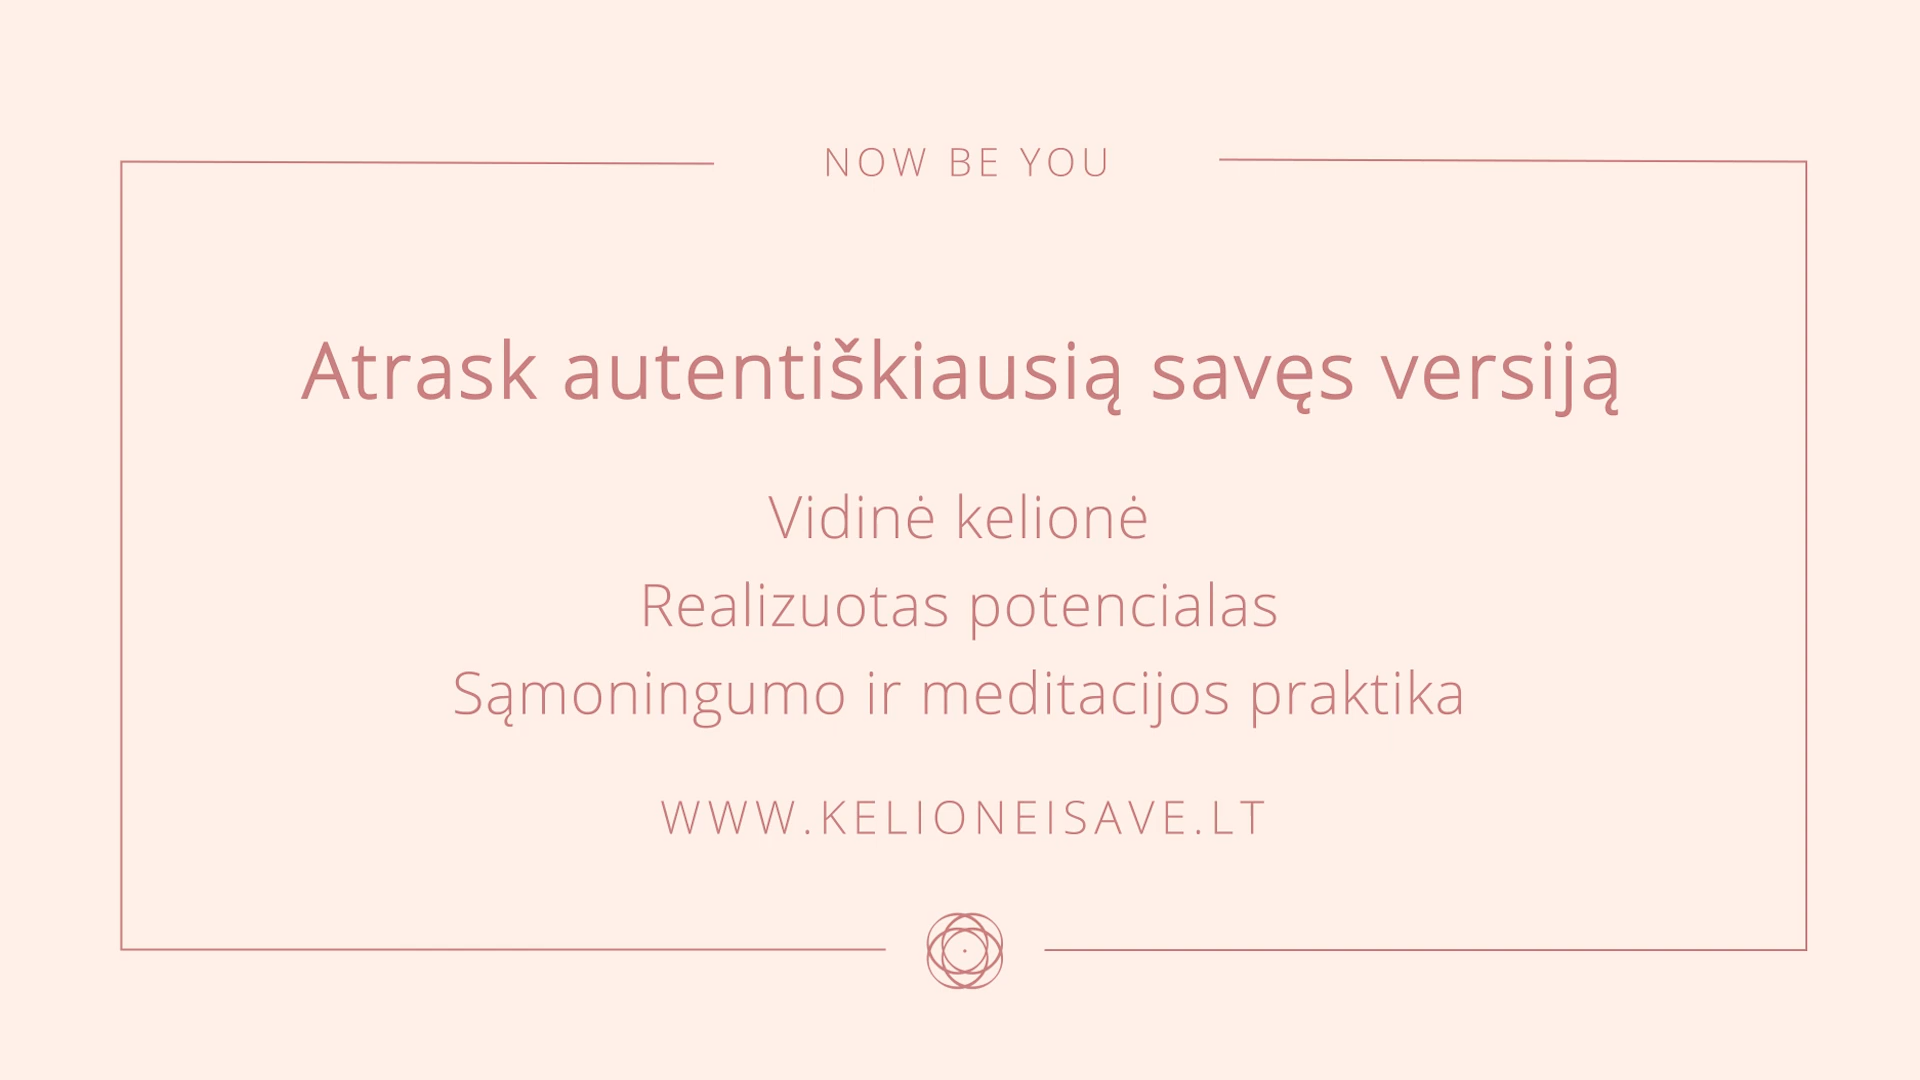 NOW BE YOU
Atrask autentiškiausią savęs versiją
Vidinė kelionė
Realizuotas potencialas
Sąmoningumo ir meditacijos praktika
WWW.KELIONEISAVE.LT